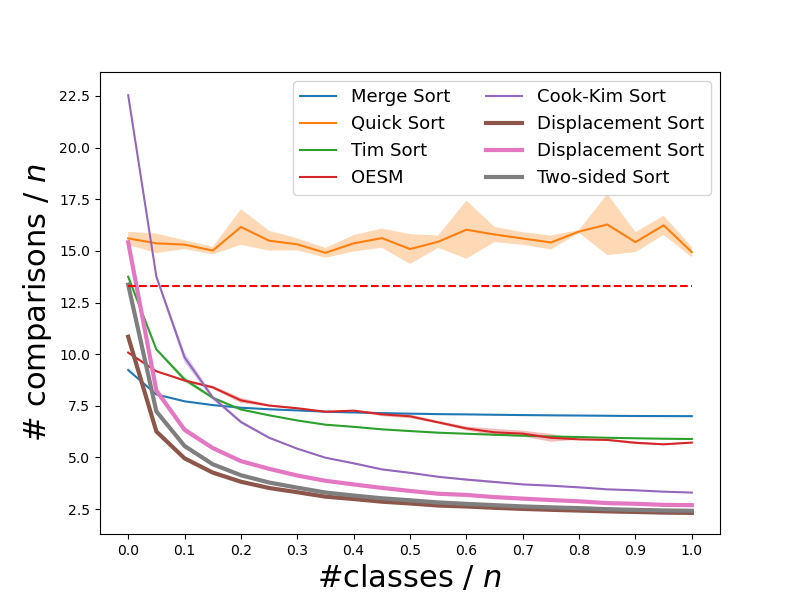 22.5
20.0
17.5
15.0
12.5
10.0
7.5
5.0
2.5
# comparisons / n
Merge Sort
Quick Sort
Tim Sort
OESM
Cook-Kim Sort
Displacement Sort
Displacement Sort
Two-sided Sort
0.0 0.1 0.2 0.3 0.4 0.5 0.6 0.7 0.8 0.9 1.0
#classes / n